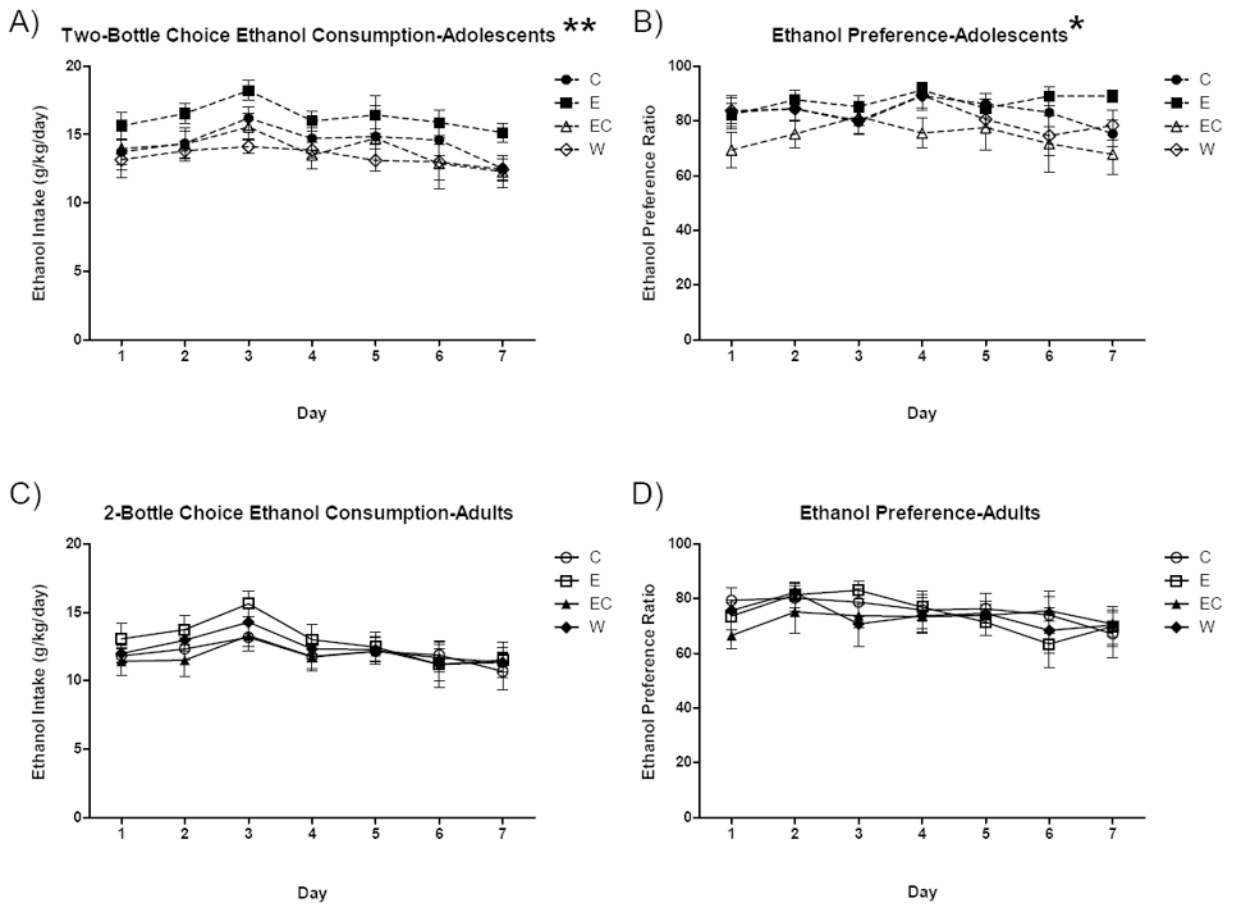 A)
Two-Bottle Choice Ethanol Consumption-Adolescents **
20
15
10
5
0
Ethanol Intake (g/kg/day)
1 2 3 4 5 6 7
Day
C
E
EC
W
B)
Ethanol Preference-Adolescents *
100
80
60
40
20
0
Ethanol Preference Ratio
1 2 3 4 5 6 7
Day
C
E
EC
W
C)
2-Bottle Choice Ethanol Consumption-Adults
20
15
10
5
0
Ethanol Intake (g/kg/day)
1 2 3 4 5 6 7
Day
C
E
EC
W
D)
Ethanol Preference-Adults
100
80
60
40
20
0
Ethanol Preference Ratio
1 2 3 4 5 6 7
Day
C
E
EC
W